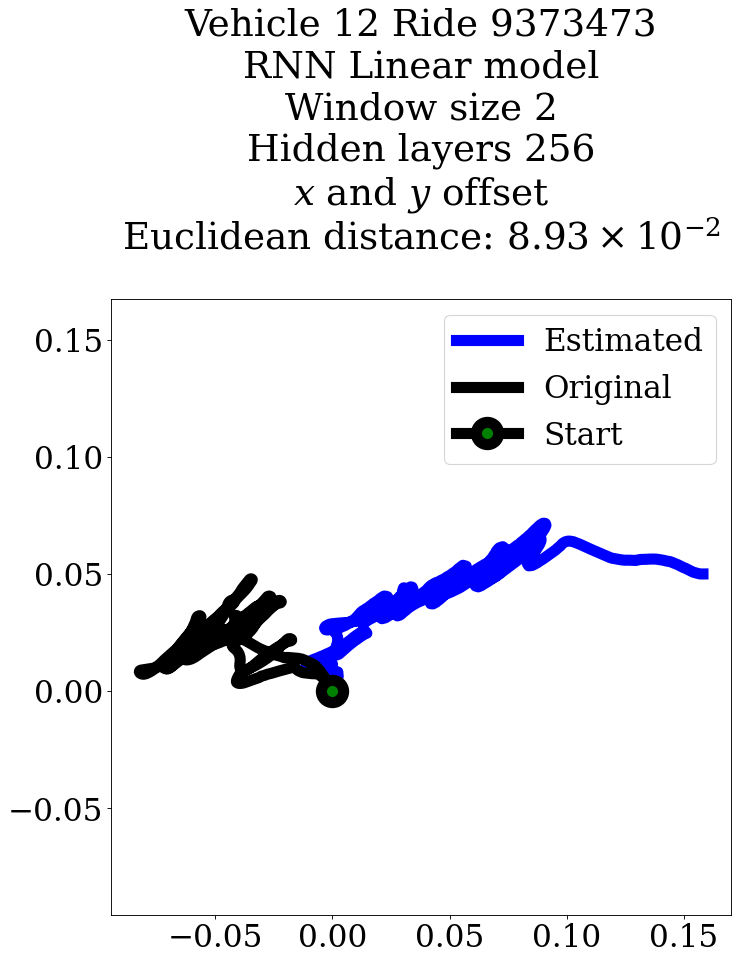 Vehicle 12 Ride 9373473
RNN Linear model
Window size 2
Hidden layers 256
x and y offset
Euclidean distance: 8.93 × 10⁻²
Estimated
Original
Start
0.15
0.10
0.05
0.00
−0.05
−0.05 0.00 0.05 0.10 0.15